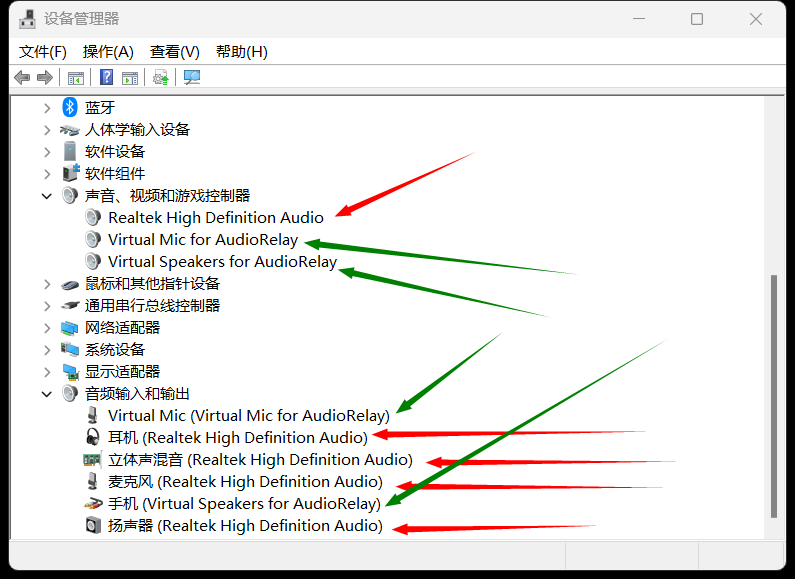 设备管理器
文件(F) 操作(A) 查看(V) 帮助(H)
蓝牙
人体学输入设备
软件设备
软件组件
声音、视频和游戏控制器
Realtek High Definition Audio
Virtual Mic for AudioRelay
Virtual Speakers for AudioRelay
鼠标和其他指针设备
通用串行总线控制器
网络适配器
系统设备
显示适配器
音频输入和输出
Virtual Mic (Virtual Mic for AudioRelay)
耳机 (Realtek High Definition Audio)
立体声混音 (Realtek High Definition Audio)
麦克风 (Realtek High Definition Audio)
手机 (Virtual Speakers for AudioRelay)
扬声器 (Realtek High Definition Audio)